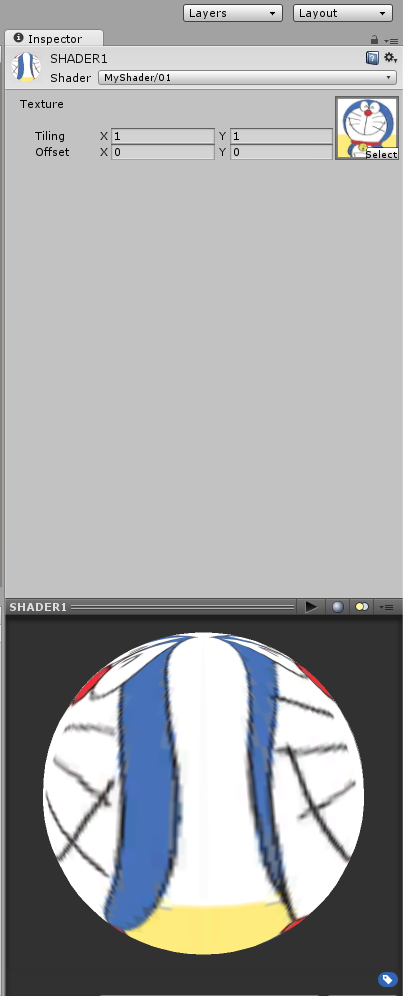 Layers Layout
Inspector
SHADER1
Shader MyShader/01
Texture
Tiling X 1 Y 1
Offset X 0 Y 0
Select
SHADER1